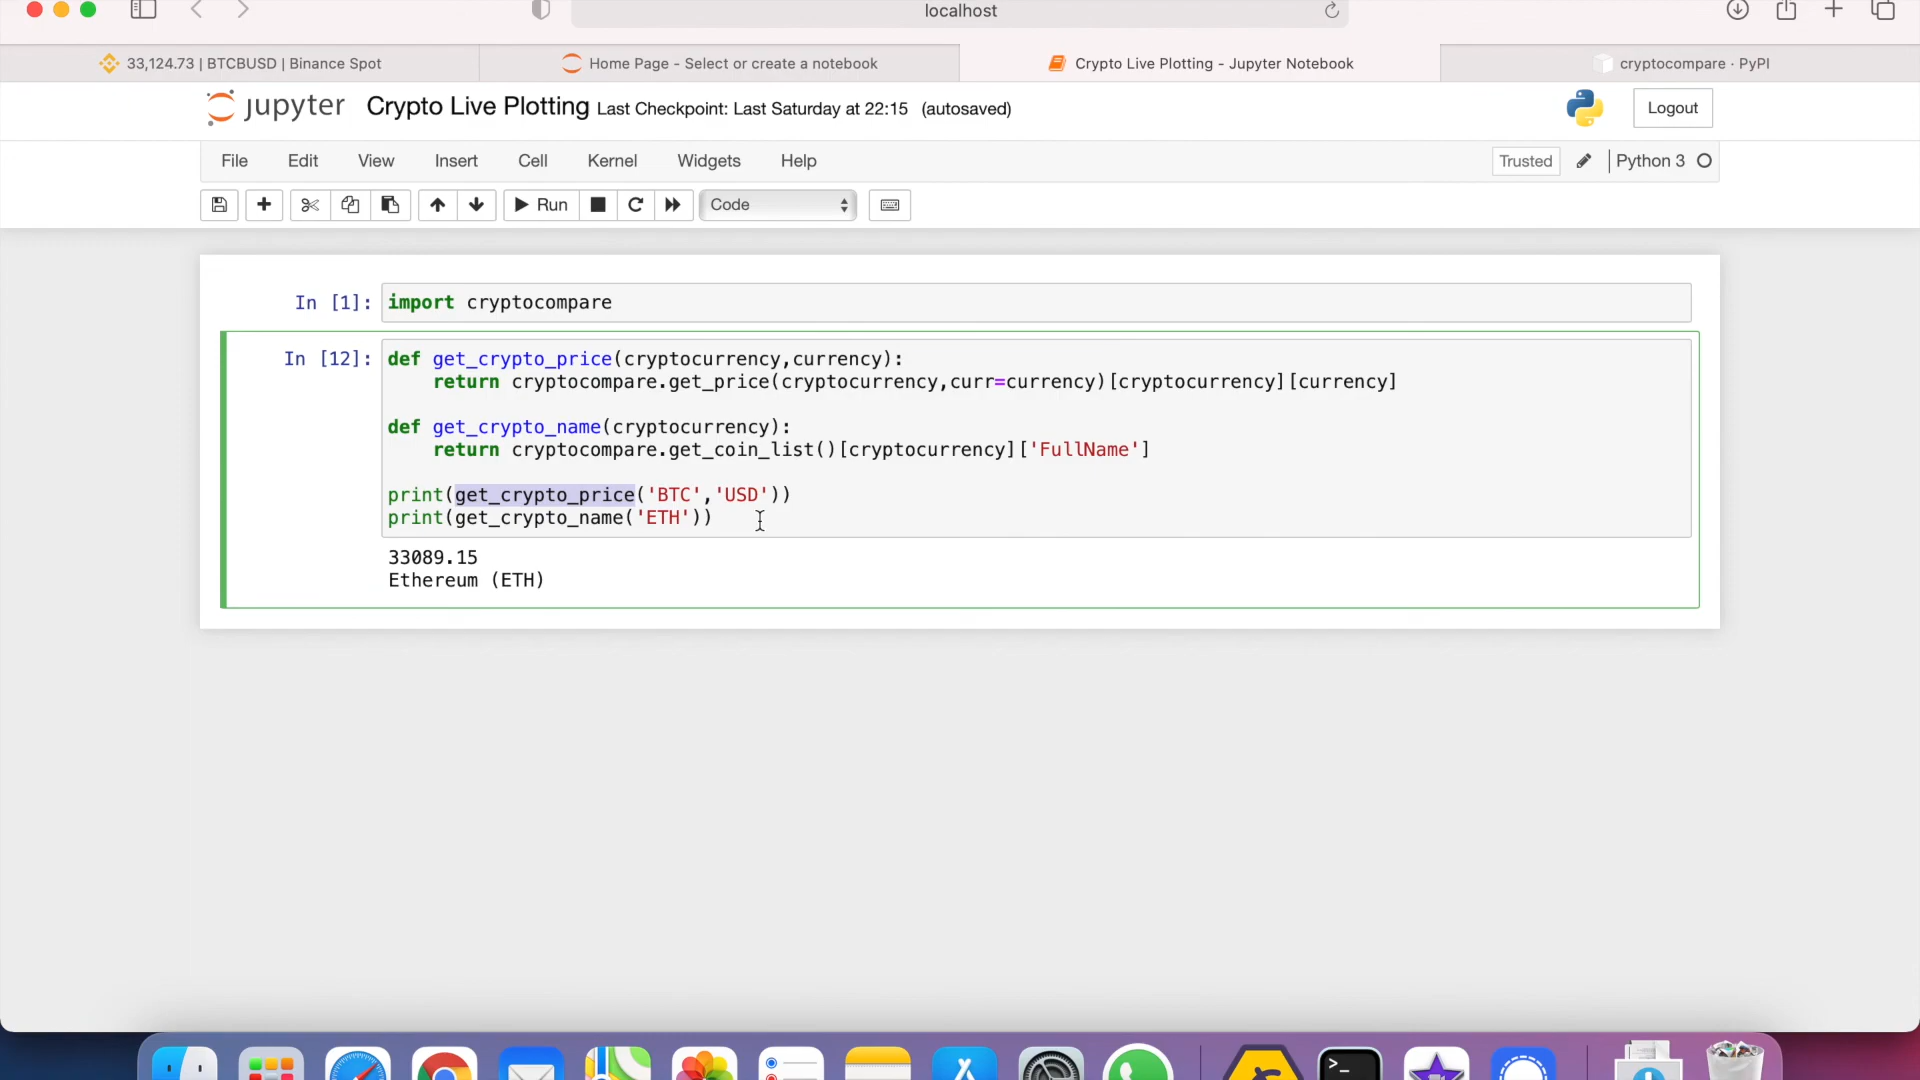 localhost
33,124.73 | BTCBUSD | Binance Spot
Home Page - Select or create a notebook
Crypto Live Plotting - Jupyter Notebook
cryptocompare · PyPI
jupyter Crypto Live Plotting Last Checkpoint: Last Saturday at 22:15 (autosaved)
Logout
File Edit View Insert Cell Kernel Widgets Help
Trusted Python 3
Run
Code
In [1]: import cryptocompare
In [12]: def get_crypto_price(cryptocurrency,currency):
return cryptocompare.get_price(cryptocurrency,curr=currency)[cryptocurrency][currency]
def get_crypto_name(cryptocurrency):
return cryptocompare.get_coin_list()[cryptocurrency]['FullName']
print(get_crypto_price('BTC','USD'))
print(get_crypto_name('ETH'))
33089.15
Ethereum (ETH)